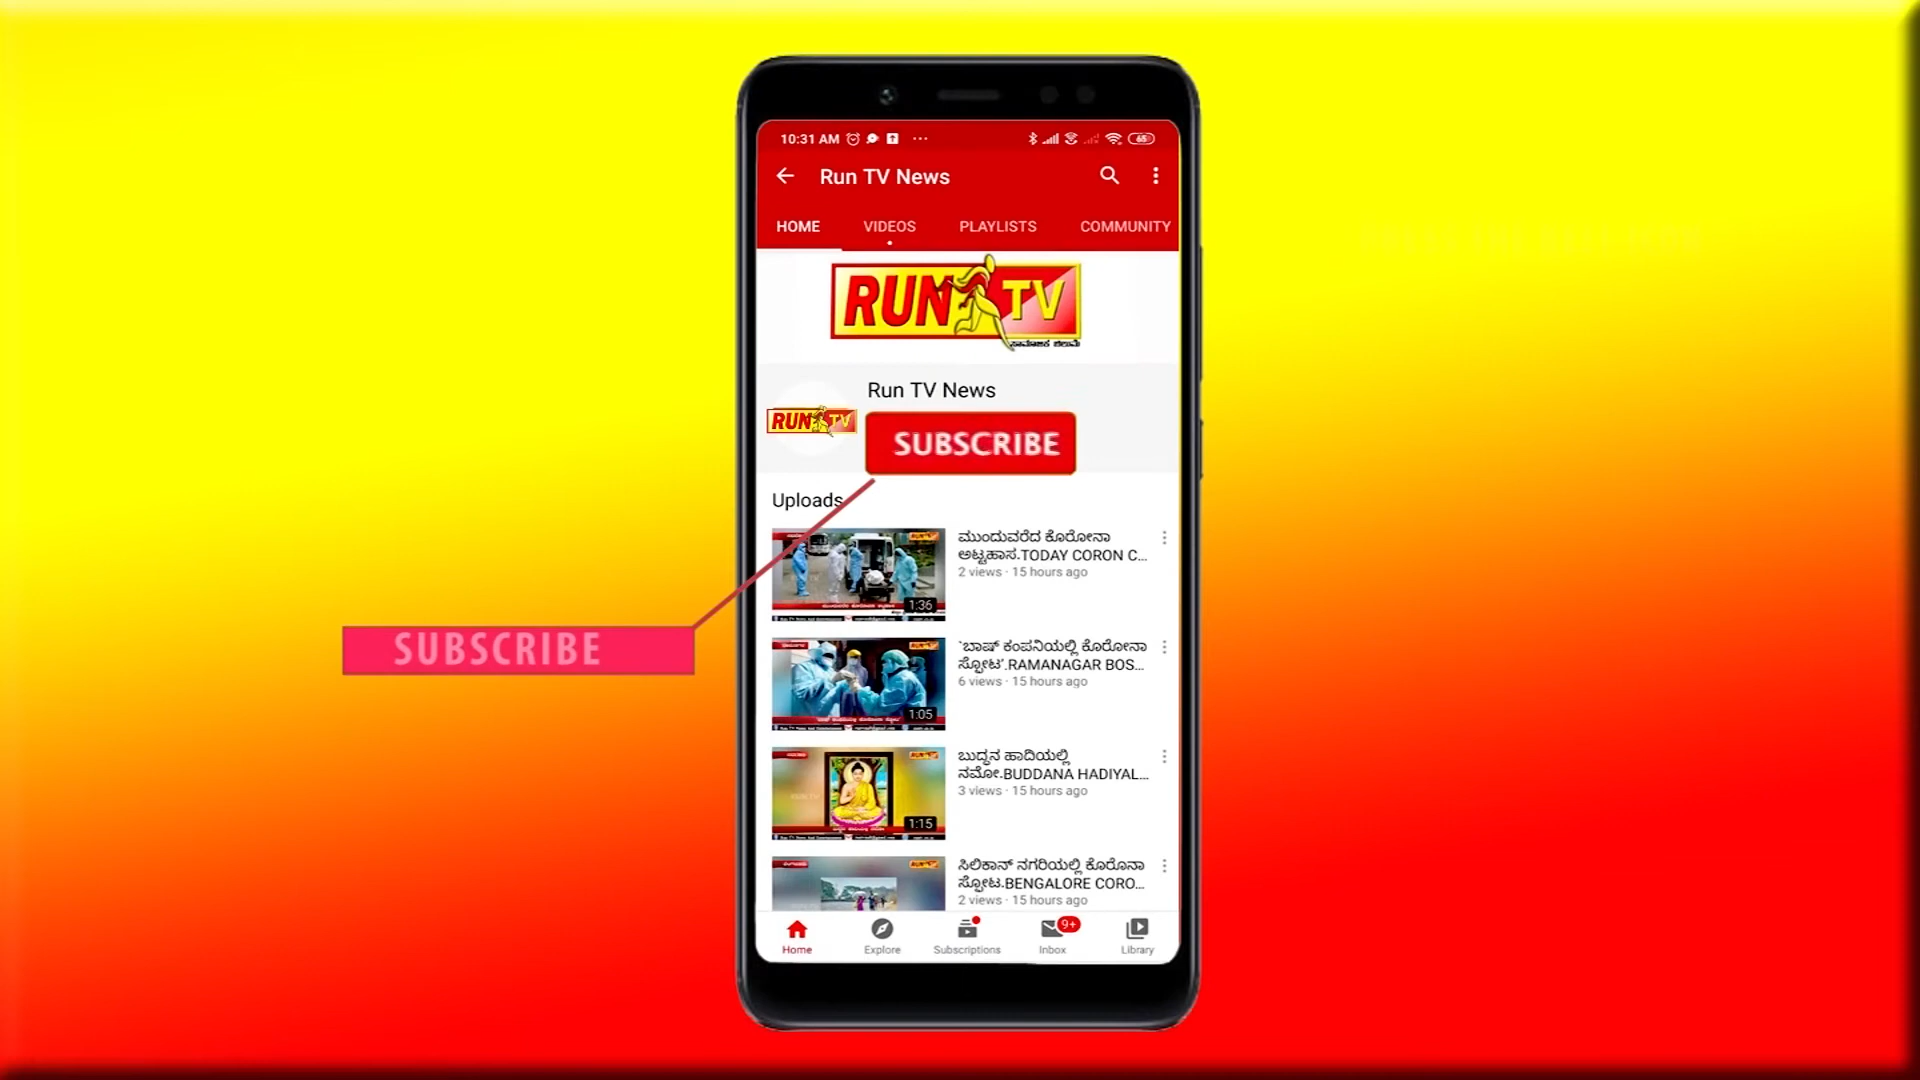 10:31 AM
65
Run TV News
HOME VIDEOS PLAYLISTS COMMUNITY
RUN TV
ಸಾಮಾಜಿಕ ಚಿಲುಮೆ
Run TV News
RUN TV
SUBSCRIBE
Uploads
ಮುಂದುವರೆದ ಕೊರೋನಾ
ಅಟ್ಟಹಾಸ.TODAY CORON C...
2 views · 15 hours ago
1:36
SUBSCRIBE
`ಬಾಷ್ ಕಂಪನಿಯಲ್ಲಿ ಕೊರೋನಾ
ಸ್ಫೋಟ'.RAMANAGAR BOS...
6 views · 15 hours ago
1:05
ಬುದ್ಧನ ಹಾದಿಯಲ್ಲಿ
ನಮೋ.BUDDANA HADIYAL...
3 views · 15 hours ago
1:15
ಸಿಲಿಕಾನ್ ನಗರಿಯಲ್ಲಿ ಕೊರೊನಾ
ಸ್ಫೋಟ.BENGALORE CORO...
2 views · 15 hours ago
9+
Home Explore Subscriptions Inbox Library